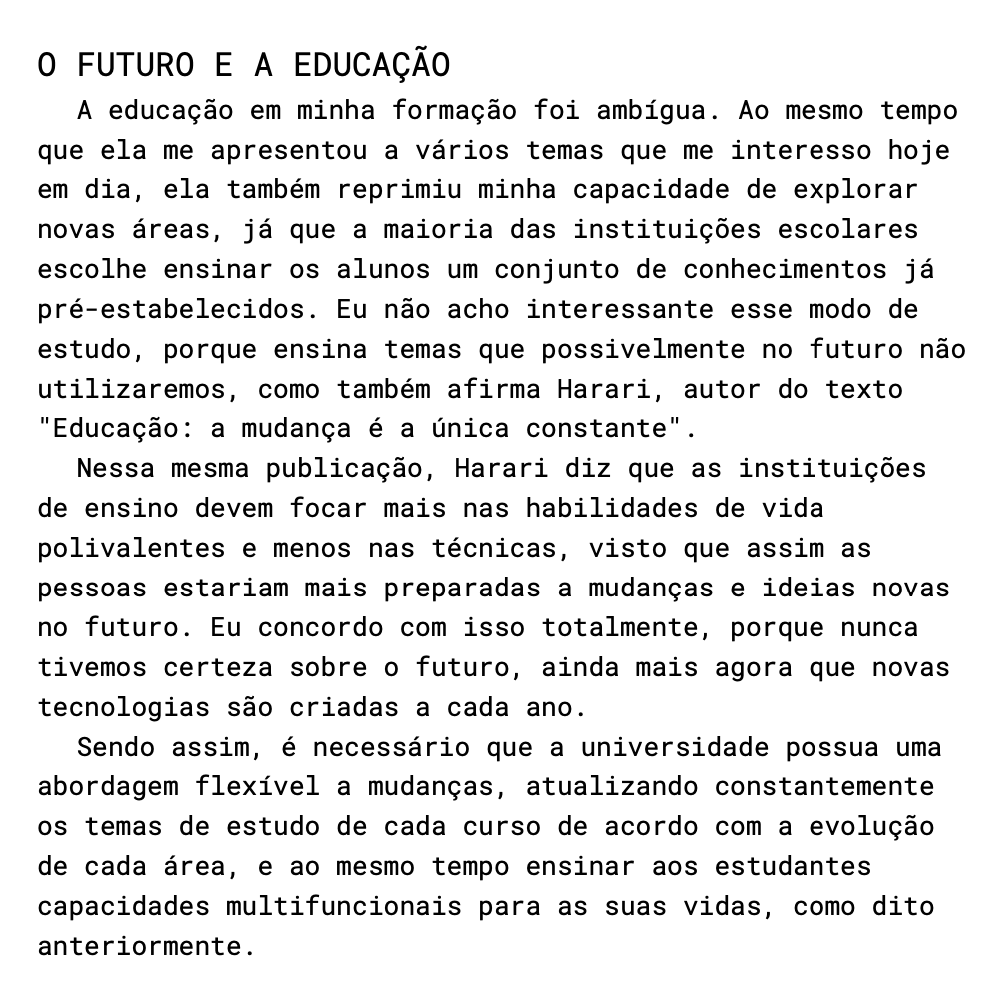 O FUTURO E A EDUCAÇÃO
A educação em minha formação foi ambígua. Ao mesmo tempo
que ela me apresentou a vários temas que me interesso hoje
em dia, ela também reprimiu minha capacidade de explorar
novas áreas, já que a maioria das instituições escolares
escolhe ensinar os alunos um conjunto de conhecimentos já
pré-estabelecidos. Eu não acho interessante esse modo de
estudo, porque ensina temas que possivelmente no futuro não
utilizaremos, como também afirma Harari, autor do texto
"Educação: a mudança é a única constante".
Nessa mesma publicação, Harari diz que as instituições
de ensino devem focar mais nas habilidades de vida
polivalentes e menos nas técnicas, visto que assim as
pessoas estariam mais preparadas a mudanças e ideias novas
no futuro. Eu concordo com isso totalmente, porque nunca
tivemos certeza sobre o futuro, ainda mais agora que novas
tecnologias são criadas a cada ano.
Sendo assim, é necessário que a universidade possua uma
abordagem flexível a mudanças, atualizando constantemente
os temas de estudo de cada curso de acordo com a evolução
de cada área, e ao mesmo tempo ensinar aos estudantes
capacidades multifuncionais para as suas vidas, como dito
anteriormente.